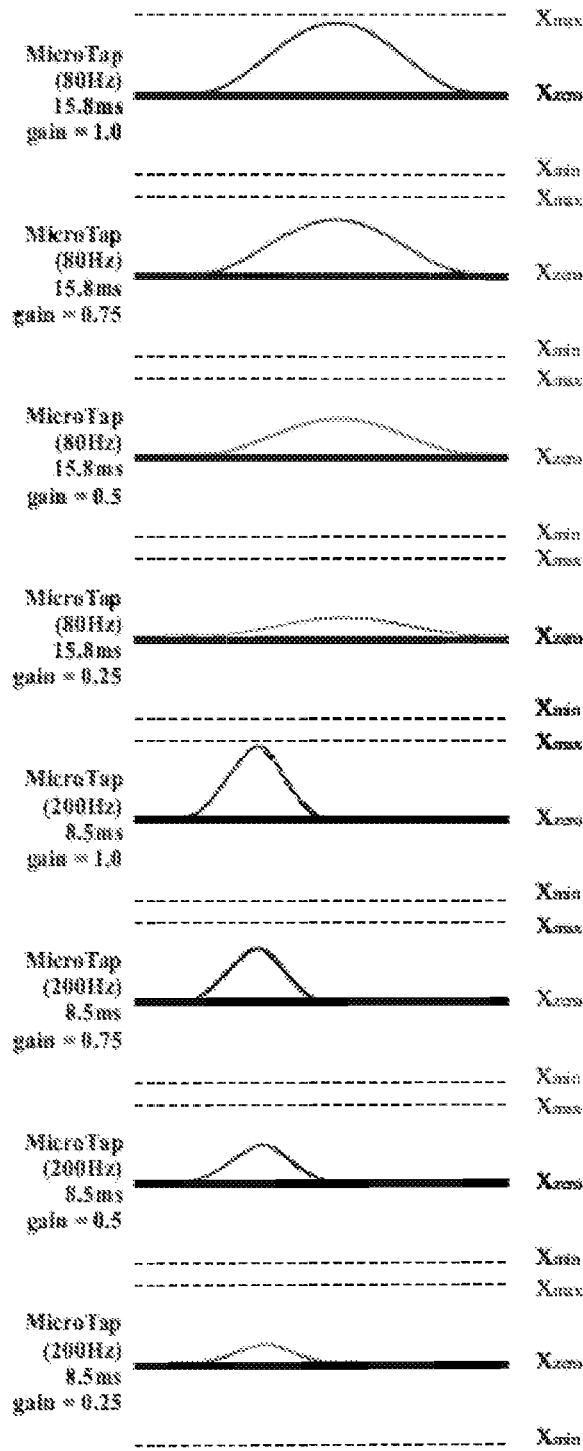 Xmax
MicroTap
(80Hz)
15.8ms
gain = 1.0
Xzero
Xmin
Xmax
MicroTap
(80Hz)
15.8ms
gain = 0.75
Xzero
Xmin
Xmax
MicroTap
(80Hz)
15.8ms
gain = 0.5
Xzero
Xmin
Xmax
MicroTap
(80Hz)
15.8ms
gain = 0.25
Xzero
Xmin
Xmax
MicroTap
(200Hz)
8.5ms
gain = 1.0
Xzero
Xmin
Xmax
MicroTap
(200Hz)
8.5ms
gain = 0.75
Xzero
Xmin
Xmax
MicroTap
(200Hz)
8.5ms
gain = 0.5
Xzero
Xmin
Xmax
MicroTap
(200Hz)
8.5ms
gain = 0.25
Xzero
Xmin